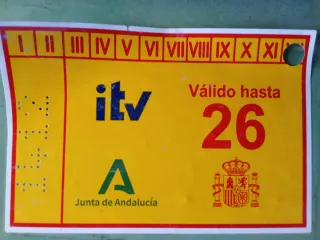 I II III IV V VI VII VIII IX X XI
itv
Válido hasta
26
Junta de Andalucía